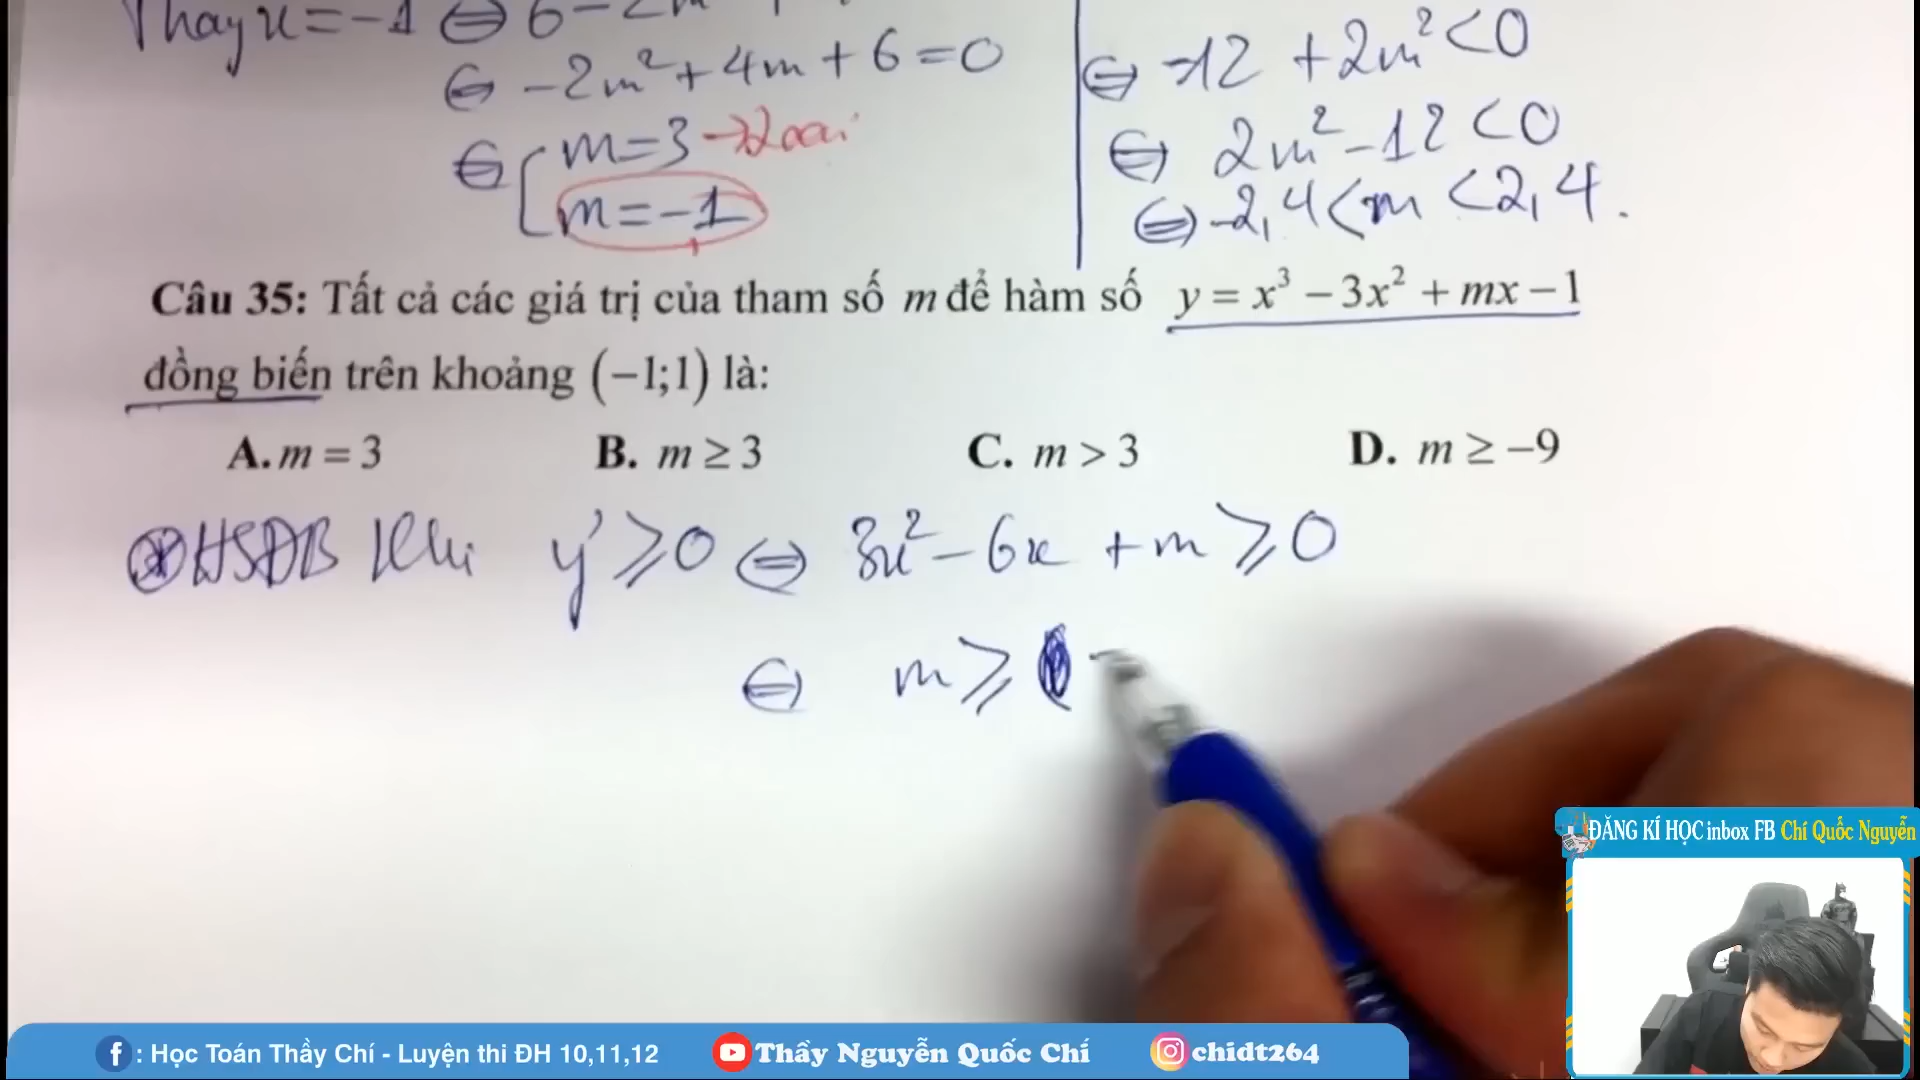 Thay x = -1 ⇔ 6 - 2m
⇔ -2m² + 4m + 6 = 0
⇔ [ m = 3 → loại
m = -1
⇔ -12 + 2m² < 0
⇔ 2m² - 12 < 0
⇔ -2,4 < m < 2,4.
Câu 35: Tất cả các giá trị của tham số m để hàm số y = x³ − 3x² + mx − 1
đồng biến trên khoảng (−1;1) là:
A. m = 3 B. m ≥ 3 C. m > 3 D. m ≥ −9
HSĐB khi y' ≥ 0 ⇔ 3x² - 6x + m ≥ 0
⇔ m ≥ -
ĐĂNG KÍ HỌC inbox FB Chí Quốc Nguyễn
f : Học Toán Thầy Chí - Luyện thi ĐH 10,11,12
Thầy Nguyễn Quốc Chí
chidt264